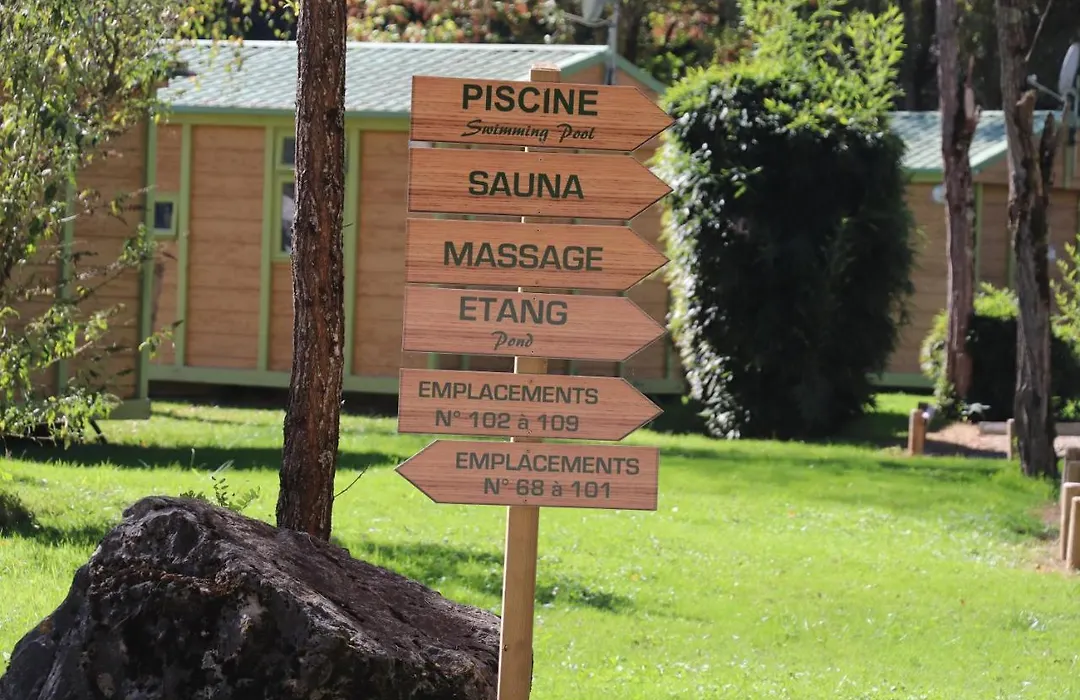 PISCINE
Swimming Pool
SAUNA
MASSAGE
ETANG
Pond
EMPLACEMENTS
N° 102 à 109
EMPLACEMENTS
N° 68 à 101